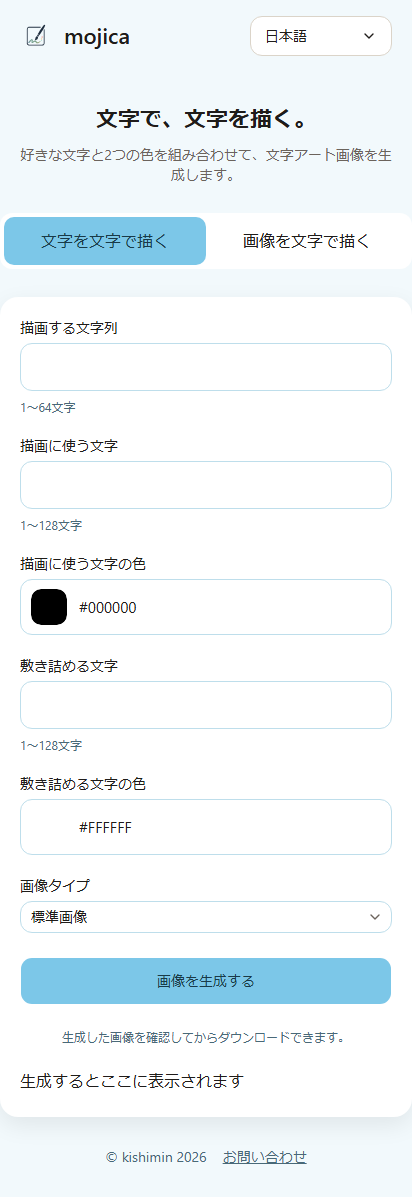 mojica
日本語
文字で、文字を描く。
好きな文字と2つの色を組み合わせて、文字アート画像を生
成します。
文字を文字で描く
画像を文字で描く
描画する文字列
1〜64文字
描画に使う文字
1〜128文字
描画に使う文字の色
#000000
敷き詰める文字
1〜128文字
敷き詰める文字の色
#FFFFFF
画像タイプ
標準画像
画像を生成する
生成した画像を確認してからダウンロードできます。
生成するとここに表示されます
© kishimin 2026 お問い合わせ